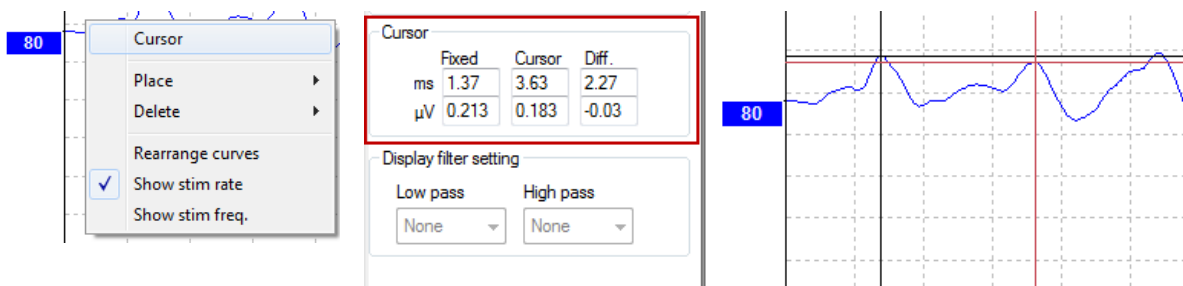 80
Cursor
Place
Delete
Rearrange curves
Show stim rate
Show stim freq.
Cursor
Fixed Cursor Diff.
ms 1.37 3.63 2.27
µV 0.213 0.183 -0.03
Display filter setting
Low pass High pass
None None
80